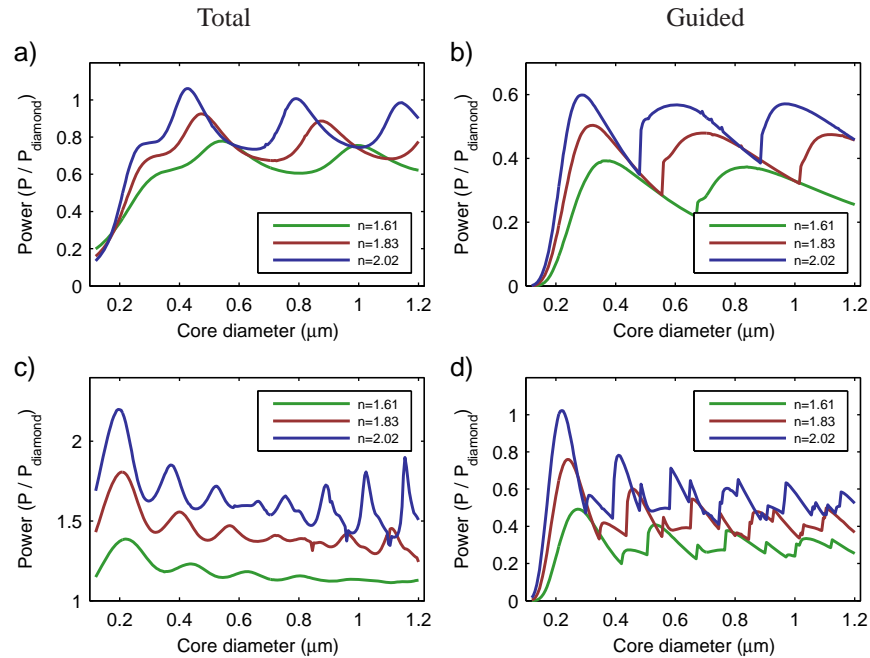 Total
Guided
a)
Power (P / P_diamond)
1
0.8
0.6
0.4
0.2
0
0.2 0.4 0.6 0.8 1 1.2
Core diameter (μm)
n=1.61
n=1.83
n=2.02
b)
Power (P / P_diamond)
0.6
0.4
0.2
0
0.2 0.4 0.6 0.8 1 1.2
Core diameter (μm)
n=1.61
n=1.83
n=2.02
c)
Power (P / P_diamond)
2
1.5
1
0.2 0.4 0.6 0.8 1 1.2
Core diameter (μm)
n=1.61
n=1.83
n=2.02
d)
Power (P / P_diamond)
1
0.8
0.6
0.4
0.2
0
0.2 0.4 0.6 0.8 1 1.2
Core diameter (μm)
n=1.61
n=1.83
n=2.02